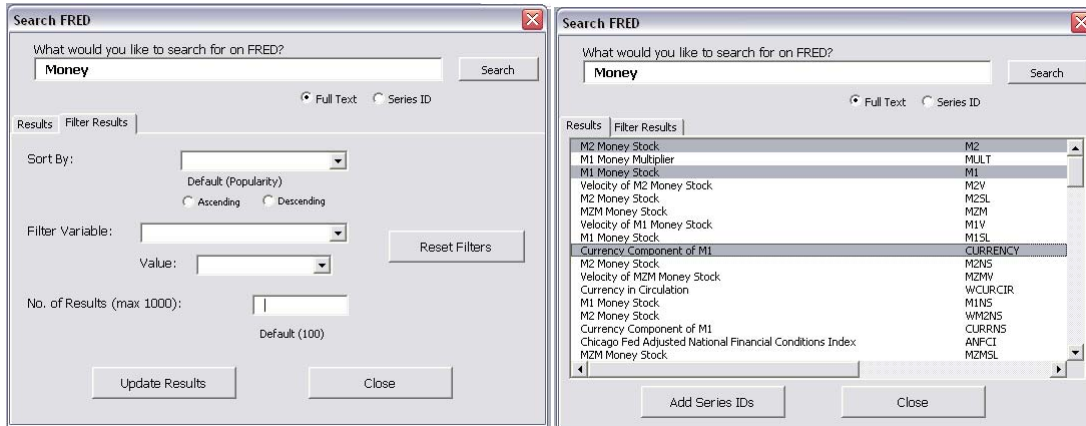 Search FRED
What would you like to search for on FRED?
Money
Search
Full Text Series ID
Results Filter Results
Sort By:
Default (Popularity)
Ascending Descending
Filter Variable:
Reset Filters
Value:
No. of Results (max 1000):
Default (100)
Update Results Close
Search FRED
What would you like to search for on FRED?
Money
Search
Full Text Series ID
Results Filter Results
M2 Money Stock M2
M1 Money Multiplier MULT
M1 Money Stock M1
Velocity of M2 Money Stock M2V
M2 Money Stock M2SL
MZM Money Stock MZM
Velocity of M1 Money Stock M1V
M1 Money Stock M1SL
Currency Component of M1 CURRENCY
M2 Money Stock M2NS
Velocity of MZM Money Stock MZMV
Currency in Circulation WCURCIR
M1 Money Stock M1NS
M2 Money Stock WM2NS
Currency Component of M1 CURRNS
Chicago Fed Adjusted National Financial Conditions Index ANFCI
MZM Money Stock MZMSL
Add Series IDs Close